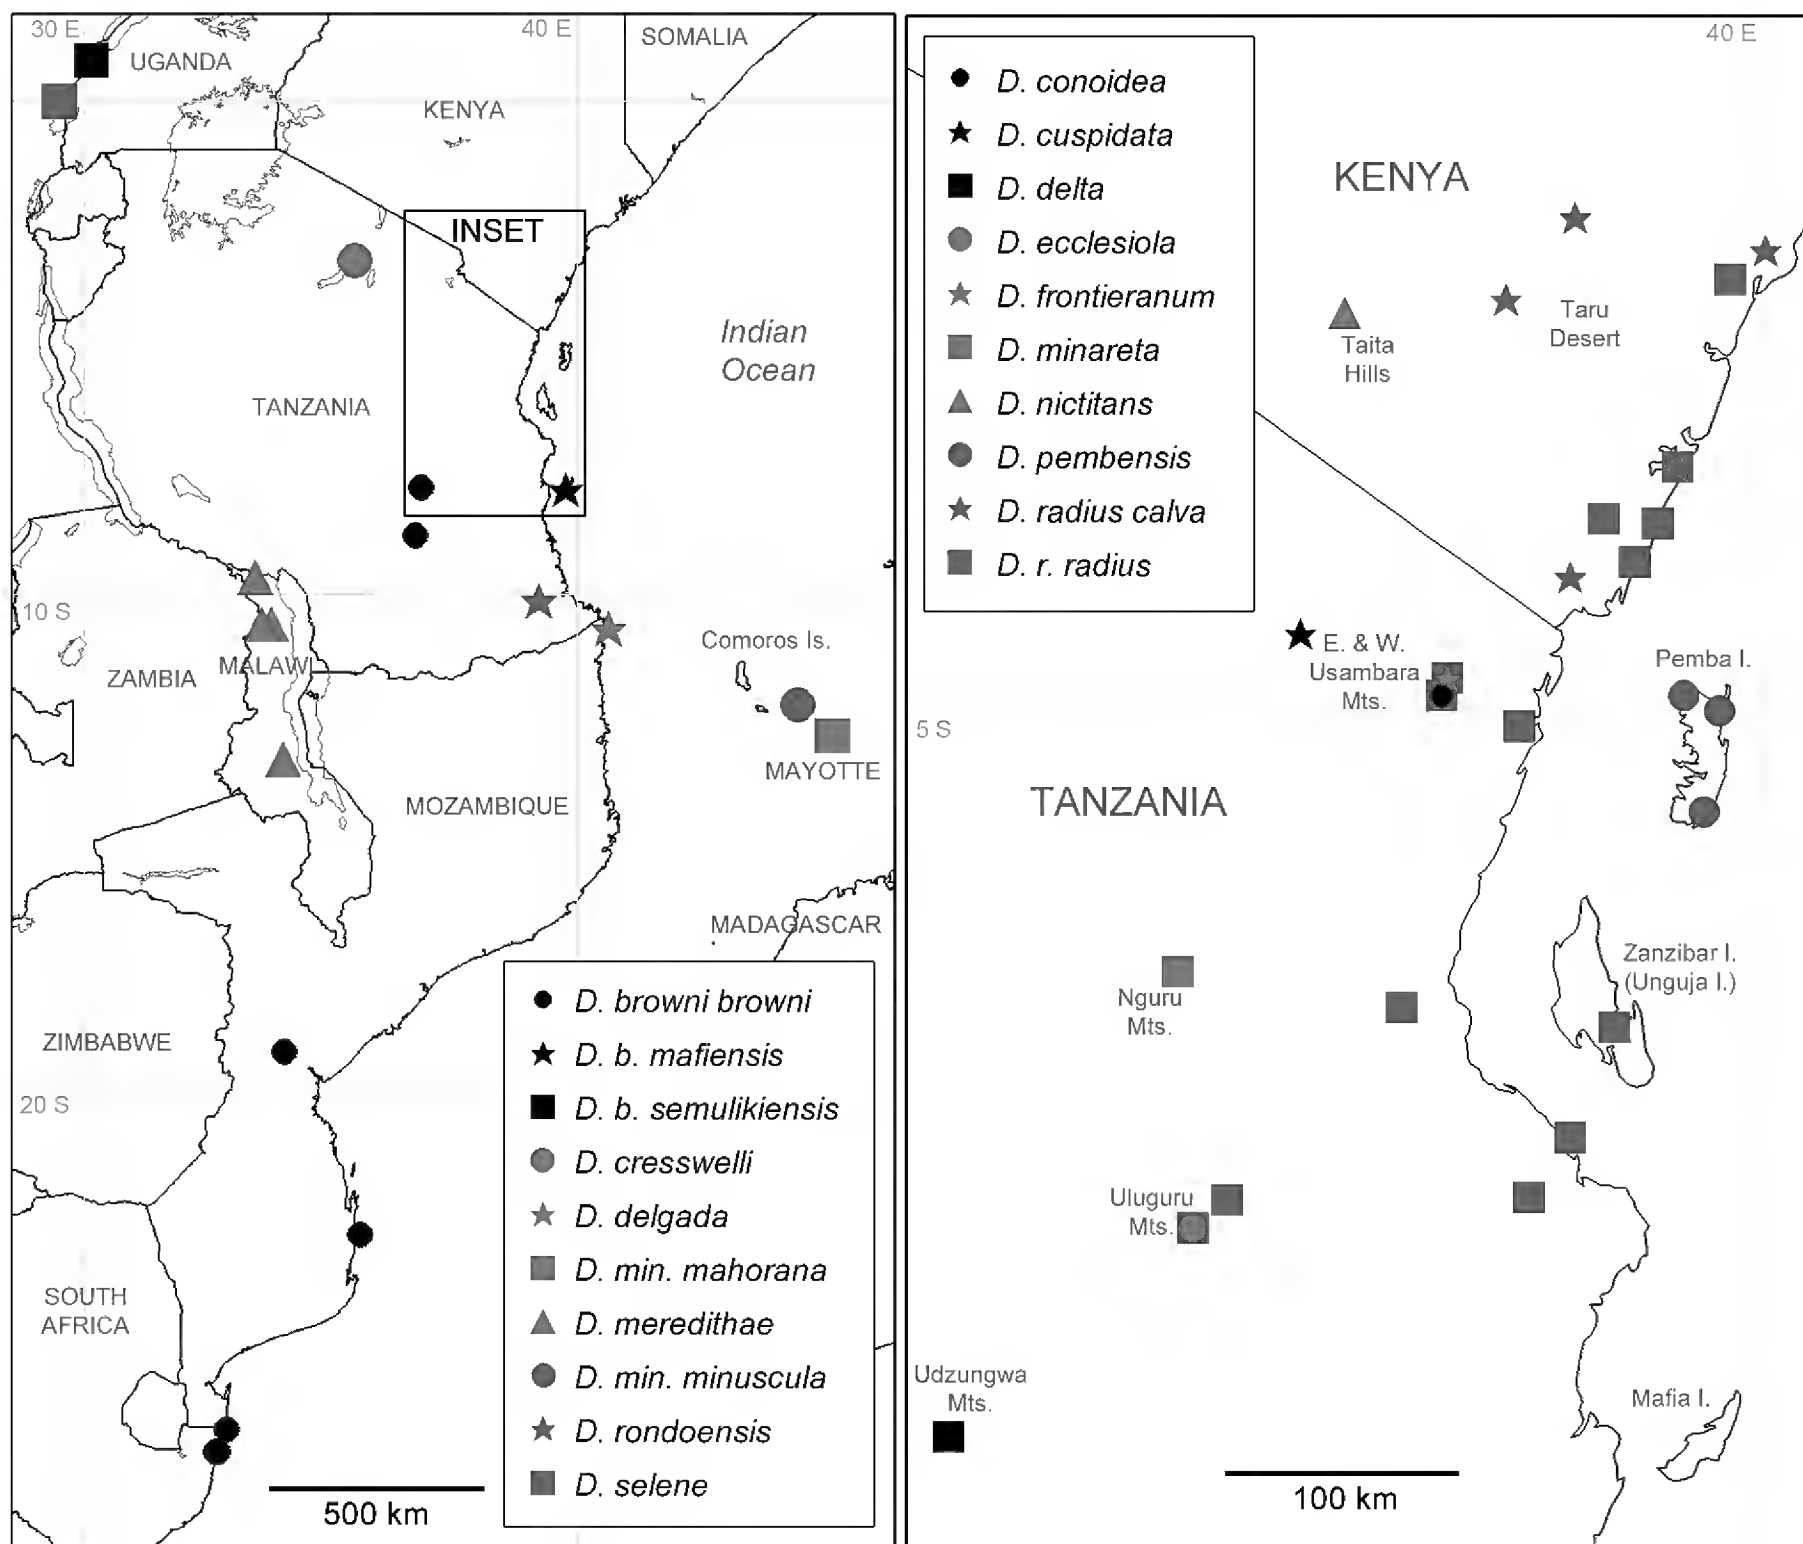 30 E
40 E
UGANDA
SOMALIA
KENYA
INSET
Indian
Ocean
TANZANIA
10 S
ZAMBIA
MALAWI
Comoros Is.
MAYOTTE
MOZAMBIQUE
MADAGASCAR
ZIMBABWE
20 S
SOUTH
AFRICA
D. browni browni
D. b. mafiensis
D. b. semulikiensis
D. cresswelli
D. delgada
D. min. mahorana
D. meredithae
D. min. minuscula
D. rondoensis
D. selene
500 km
40 E
D. conoidea
D. cuspidata
D. delta
D. ecclesiola
D. frontieranum
D. minareta
D. nictitans
D. pembensis
D. radius calva
D. r. radius
KENYA
Taita
Hills
Taru
Desert
E. & W.
Usambara
Mts.
Pemba I.
5 S
TANZANIA
Nguru
Mts.
Zanzibar I.
(Unguja I.)
Uluguru
Mts.
Udzungwa
Mts.
Mafia I.
100 km